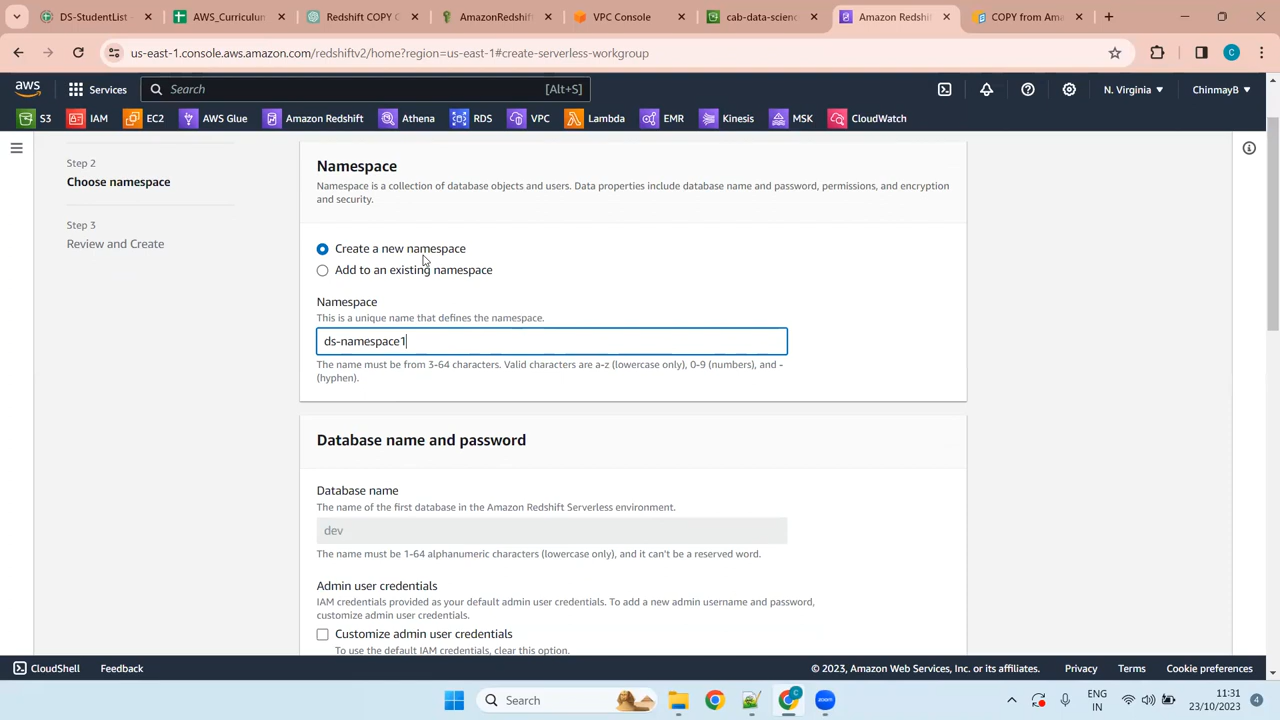 DS-StudentList -
AWS_Curriculun
Redshift COPY C
AmazonRedshift
VPC Console
cab-data-scienc
Amazon Redshif
COPY from Ama
us-east-1.console.aws.amazon.com/redshiftv2/home?region=us-east-1#create-serverless-workgroup
C
aws
Services
Search
[Alt+S]
N. Virginia
ChinmayB
S3
IAM
EC2
AWS Glue
Amazon Redshift
Athena
RDS
VPC
Lambda
EMR
Kinesis
MSK
CloudWatch
Step 2
Choose namespace
Step 3
Review and Create
Namespace
Namespace is a collection of database objects and users. Data properties include database name and password, permissions, and encryption
and security.
Create a new namespace
Add to an existing namespace
Namespace
This is a unique name that defines the namespace.
ds-namespace1
The name must be from 3-64 characters. Valid characters are a-z (lowercase only), 0-9 (numbers), and -
(hyphen).
Database name and password
Database name
The name of the first database in the Amazon Redshift Serverless environment.
dev
The name must be 1-64 alphanumeric characters (lowercase only), and it can't be a reserved word.
Admin user credentials
IAM credentials provided as your default admin user credentials. To add a new admin username and password,
customize admin user credentials.
Customize admin user credentials
To use the default IAM credentials, clear this option.
CloudShell
Feedback
© 2023, Amazon Web Services, Inc. or its affiliates.
Privacy
Terms
Cookie preferences
Search
C
zoom
ENG
IN
11:31
23/10/2023
4